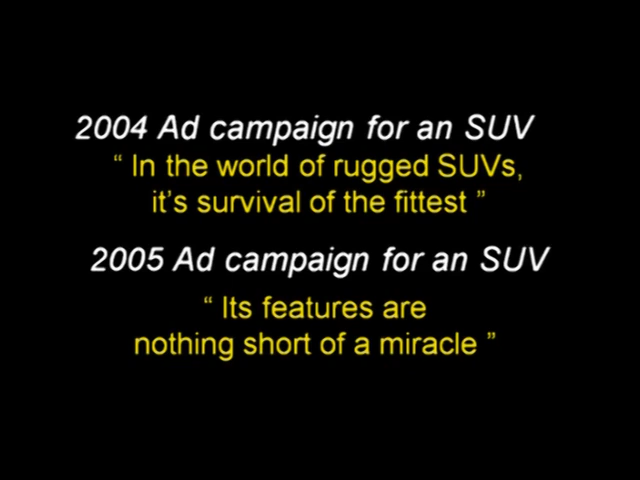 2004 Ad campaign for an SUV
“ In the world of rugged SUVs,
it’s survival of the fittest ”
2005 Ad campaign for an SUV
“ Its features are
nothing short of a miracle ”